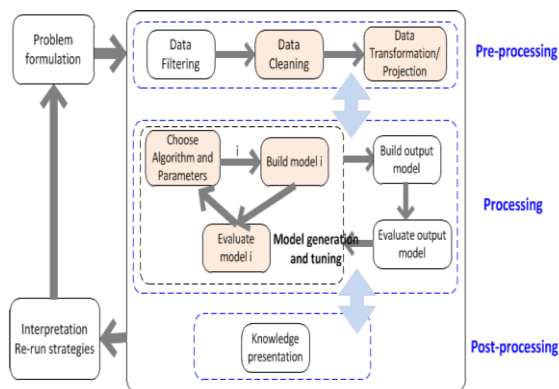 Problem
formulation
Data
Filtering
Data
Cleaning
Data
Transformation/
Projection
Pre-processing
Choose
Algorithm and
Parameters
i
Build model i
Evaluate
model i
Model generation
and tuning
Build output
model
Evaluate output
model
Processing
Interpretation
Re-run strategies
Knowledge
presentation
Post-processing